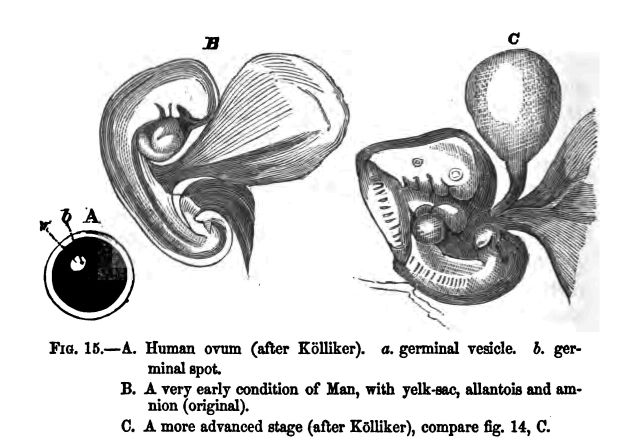 B
C
a b A
FIG. 15.—A. Human ovum (after Kölliker). a. germinal vesicle. b. ger-
minal spot.
B. A very early condition of Man, with yelk-sac, allantois and am-
nion (original).
C. A more advanced stage (after Kölliker), compare fig. 14, C.